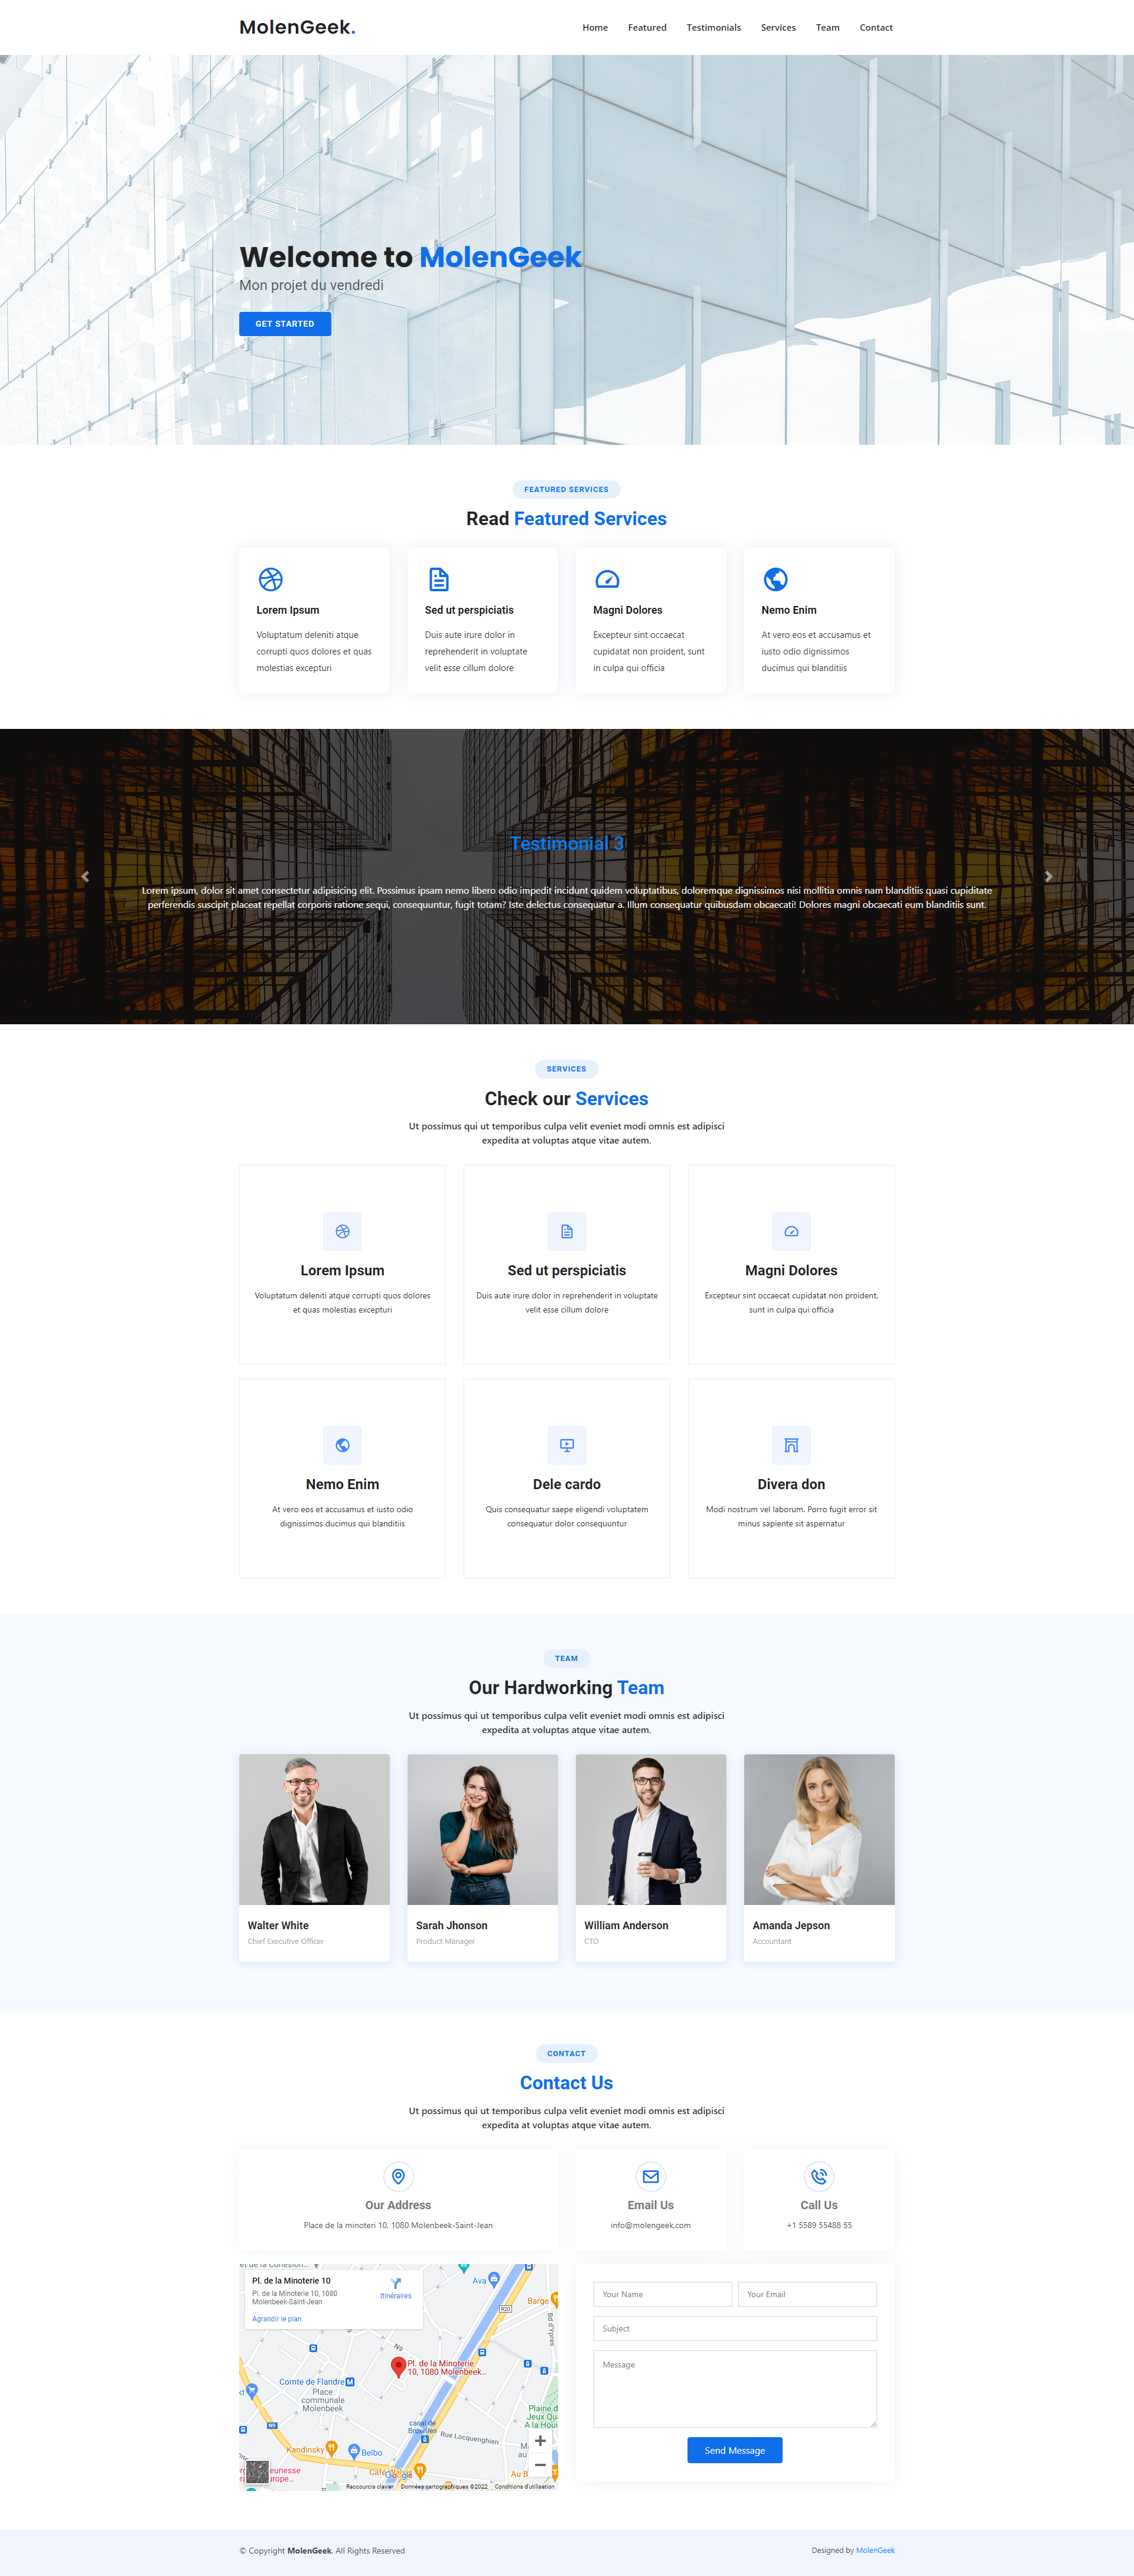 MolenGeek.
Home Featured Testimonials Services Team Contact
Welcome to MolenGeek
Mon projet du vendredi
GET STARTED
FEATURED SERVICES
Read Featured Services
Lorem Ipsum
Voluptatum deleniti atque
corrupti quos dolores et quas
molestias excepturi
Sed ut perspiciatis
Duis aute irure dolor in
reprehenderit in voluptate
velit esse cillum dolore
Magni Dolores
Excepteur sint occaecat
cupidatat non proident, sunt
in culpa qui officia
Nemo Enim
At vero eos et accusamus et
iusto odio dignissimos
ducimus qui blanditiis
Testimonial 3
Lorem ipsum, dolor sit amet consectetur adipisicing elit. Possimus ipsam nemo libero odio impedit incidunt quidem voluptatibus, doloremque dignissimos nisi mollitia omnis nam blanditiis quasi cupiditate
perferendis suscipit placeat repellat corporis ratione sequi, consequuntur, fugit totam? Iste delectus consequatur a. Illum consequatur quibusdam obcaecati! Dolores magni obcaecati eum blanditiis sunt.
SERVICES
Check our Services
Ut possimus qui ut temporibus culpa velit eveniet modi omnis est adipisci
expedita at voluptas atque vitae autem.
Lorem Ipsum
Voluptatum deleniti atque corrupti quos dolores
et quas molestias excepturi
Sed ut perspiciatis
Duis aute irure dolor in reprehenderit in voluptate
velit esse cillum dolore
Magni Dolores
Excepteur sint occaecat cupidatat non proident,
sunt in culpa qui officia
Nemo Enim
At vero eos et accusamus et iusto odio
dignissimos ducimus qui blanditiis
Dele cardo
Quis consequatur saepe eligendi voluptatem
consequatur dolor consequuntur
Divera don
Modi nostrum vel laborum. Porro fugit error sit
minus sapiente sit aspernatur
TEAM
Our Hardworking Team
Ut possimus qui ut temporibus culpa velit eveniet modi omnis est adipisci
expedita at voluptas atque vitae autem.
Walter White
Chief Executive Officer
Sarah Jhonson
Product Manager
William Anderson
CTO
Amanda Jepson
Accountant
CONTACT
Contact Us
Ut possimus qui ut temporibus culpa velit eveniet modi omnis est adipisci
expedita at voluptas atque vitae autem.
Our Address
Place de la minoteri 10, 1080 Molenbeek-Saint-Jean
Email Us
info@molengeek.com
Call Us
+1 5589 55488 55
Pl. de la Minoterie 10
Pl. de la Minoterie 10, 1080
Molenbeek-Saint-Jean
Itinéraires
Agrandir le plan
Ava
R20
Barge
Bd d'Ypres
N9
Pl. de la Minoterie
10, 1080 Molenbeek...
Comte de Flandre
Place
communale
Molenbeek
N9
Kandinsky
Belbo
Rue Locquenghien
Google
Raccourcis clavier Données cartographiques ©2022 Conditions d'utilisation
Your Name
Your Email
Subject
Message
Send Message
© Copyright MolenGeek. All Rights Reserved
Designed by MolenGeek